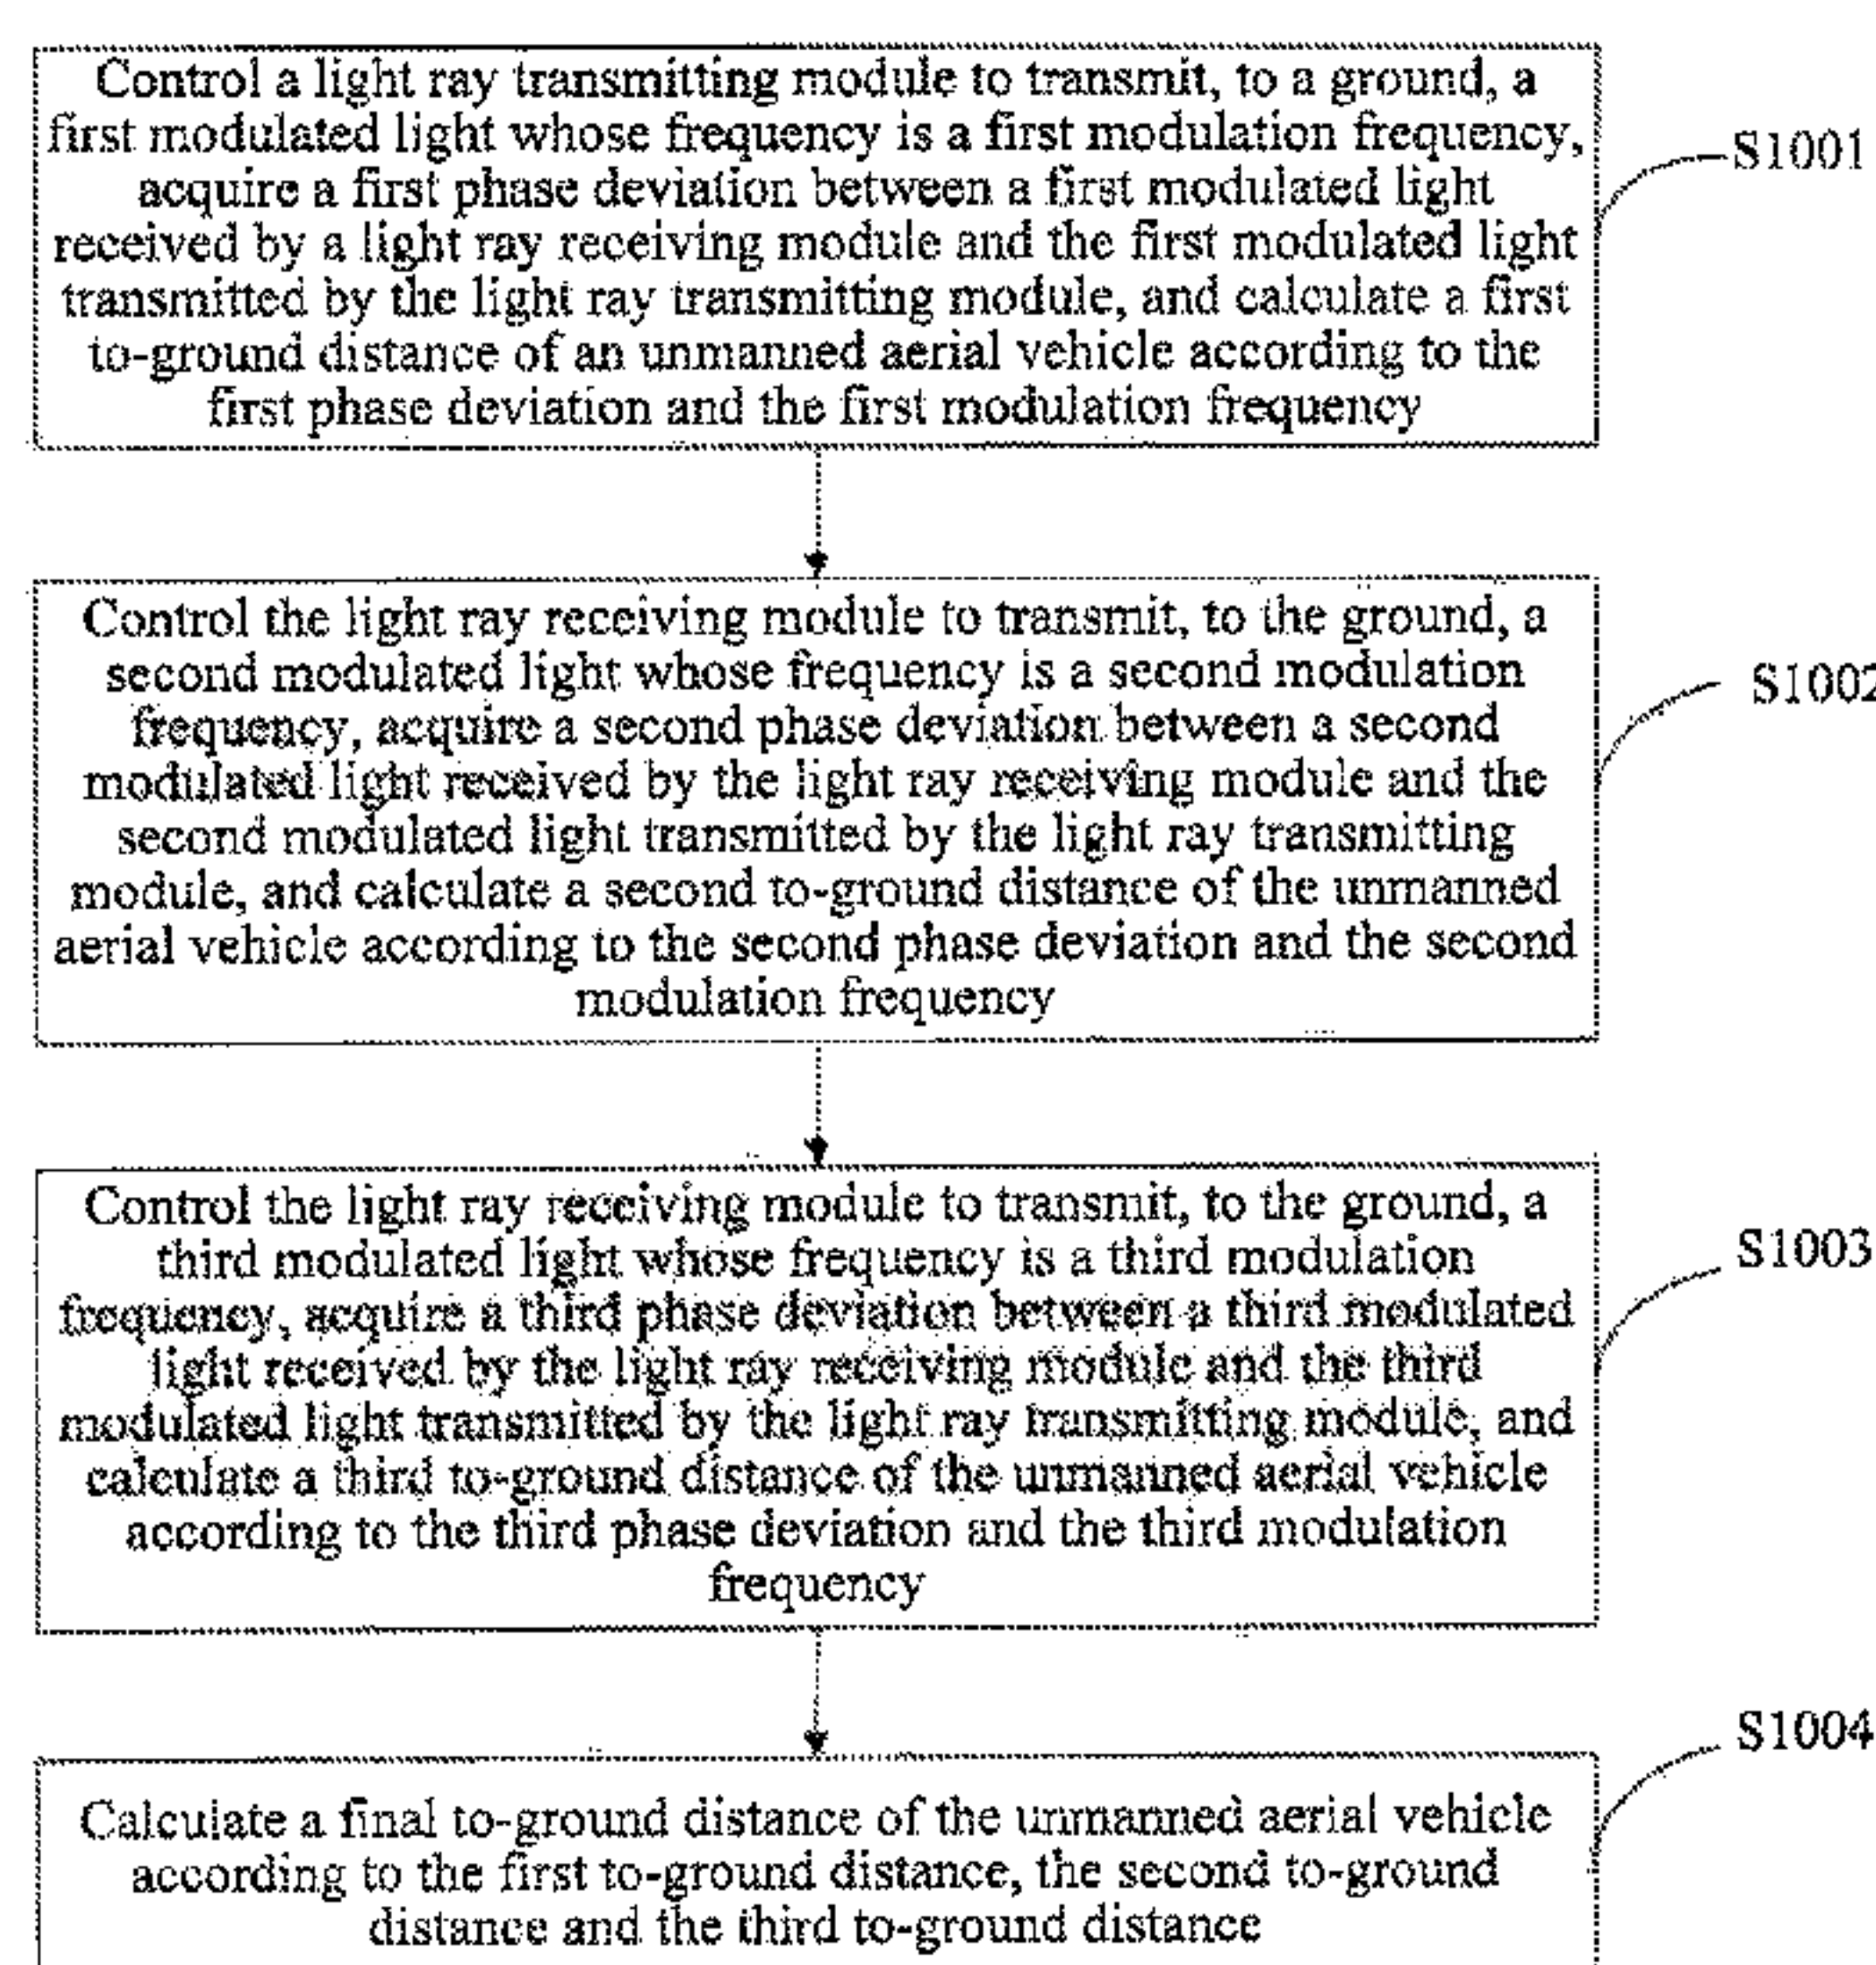 Control a light ray transmitting module to transmit, to a ground, a
first modulated light whose frequency is a first modulation frequency,
acquire a first phase deviation between a first modulated light
received by a light ray receiving module and the first modulated light
transmitted by the light ray transmitting module, and calculate a first
to-ground distance of an unmanned aerial vehicle according to the
first phase deviation and the first modulation frequency
S1001
Control the light ray receiving module to transmit, to the ground, a
second modulated light whose frequency is a second modulation
frequency, acquire a second phase deviation between a second
modulated light received by the light ray receiving module and the
second modulated light transmitted by the light ray transmitting
module, and calculate a second to-ground distance of the unmanned
aerial vehicle according to the second phase deviation and the second
modulation frequency
S1002
Control the light ray receiving module to transmit, to the ground, a
third modulated light whose frequency is a third modulation
frequency, acquire a third phase deviation between a third modulated
light received by the light ray receiving module and the third
modulated light transmitted by the light ray transmitting module, and
calculate a third to-ground distance of the unmanned aerial vehicle
according to the third phase deviation and the third modulation
frequency
S1003
Calculate a final to-ground distance of the unmanned aerial vehicle
according to the first to-ground distance, the second to-ground
distance and the third to-ground distance
S1004